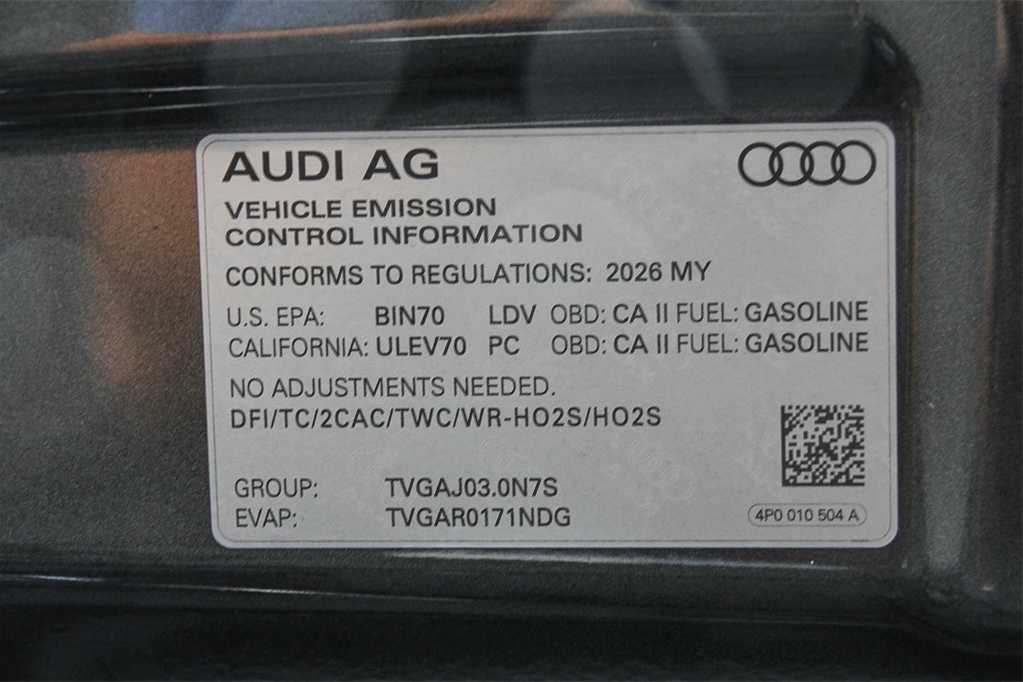 AUDI AG
VEHICLE EMISSION
CONTROL INFORMATION
CONFORMS TO REGULATIONS: 2026 MY
U.S. EPA: BIN70 LDV OBD: CA II FUEL: GASOLINE
CALIFORNIA: ULEV70 PC OBD: CA II FUEL: GASOLINE
NO ADJUSTMENTS NEEDED.
DFI/TC/2CAC/TWC/WR-HO2S/HO2S
GROUP: TVGAJ03.0N7S
EVAP: TVGAR0171NDG
4P0 010 504 A